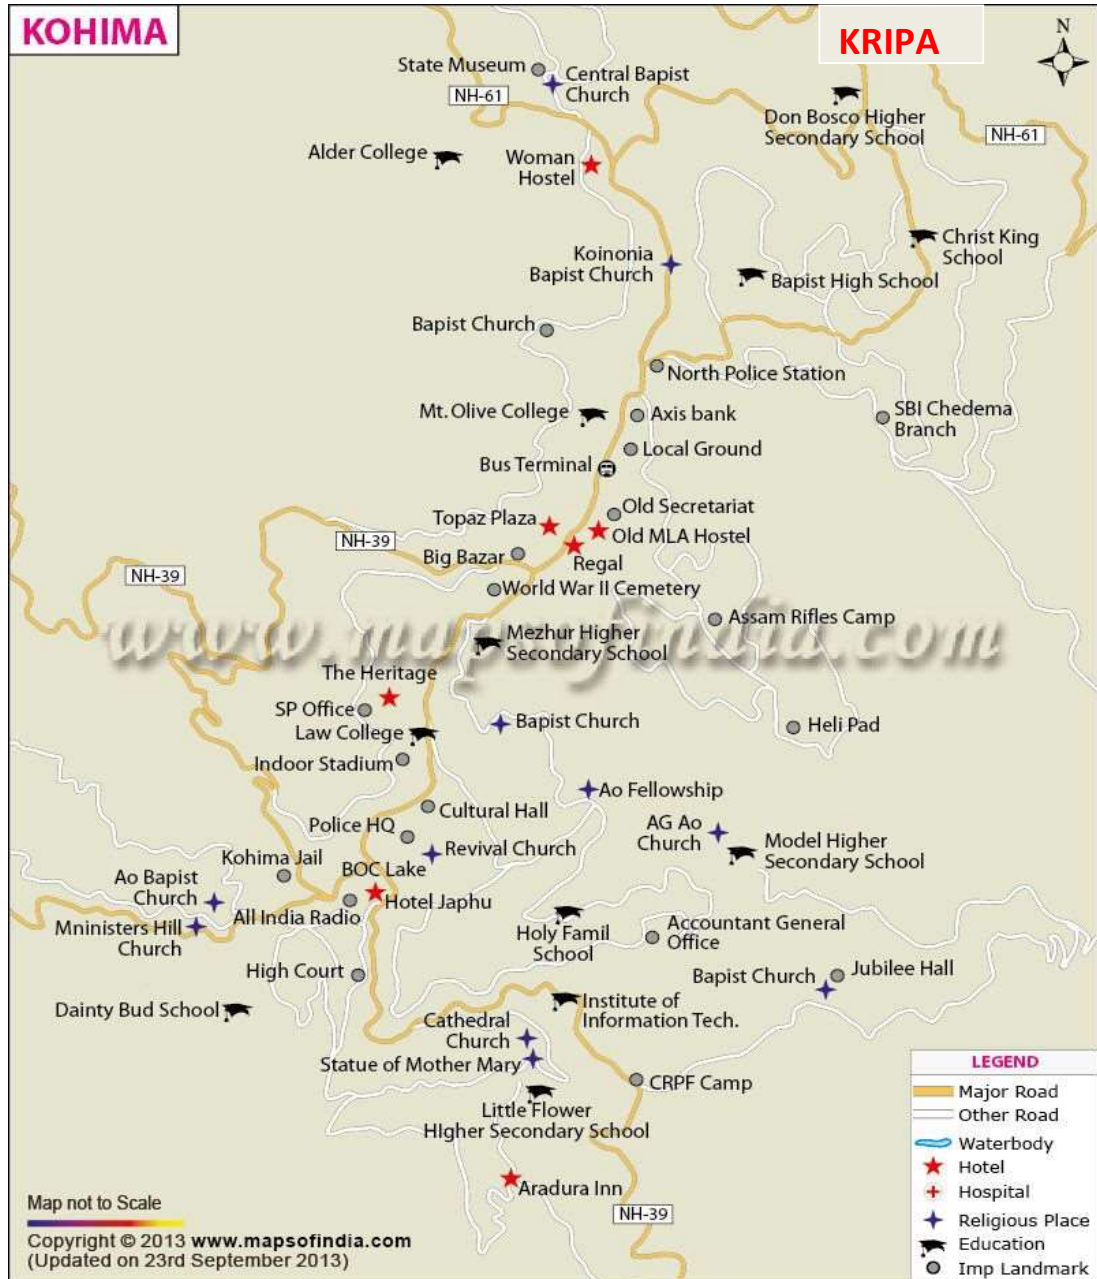 KOHIMA
KRIPA
N
State Museum
Central Bapist
Church
NH-61
Don Bosco Higher
Secondary School
NH-61
Alder College
Woman
Hostel
Christ King
School
Koinonia
Bapist Church
Bapist High School
Bapist Church
North Police Station
Mt. Olive College
Axis bank
SBI Chedema
Branch
Local Ground
Bus Terminal
Old Secretariat
Topaz Plaza
Old MLA Hostel
NH-39
Big Bazar
Regal
NH-39
World War II Cemetery
www.mapsofindia.com
Assam Rifles Camp
Mezhur Higher
Secondary School
The Heritage
SP Office
Bapist Church
Heli Pad
Law College
Indoor Stadium
Ao Fellowship
Cultural Hall
Police HQ
AG Ao
Church
Model Higher
Secondary School
Revival Church
Kohima Jail
BOC Lake
Ao Bapist
Church
Hotel Japhu
All India Radio
Mninisters Hill
Church
Holy Famil
School
Accountant General
Office
High Court
Bapist Church
Jubilee Hall
Dainty Bud School
Institute of
Information Tech.
Cathedral
Church
Statue of Mother Mary
CRPF Camp
Little Flower
HIgher Secondary School
Aradura Inn
NH-39
LEGEND
Major Road
Other Road
Waterbody
Hotel
Hospital
Religious Place
Education
Imp Landmark
Map not to Scale
Copyright © 2013 www.mapsofindia.com
(Updated on 23rd September 2013)